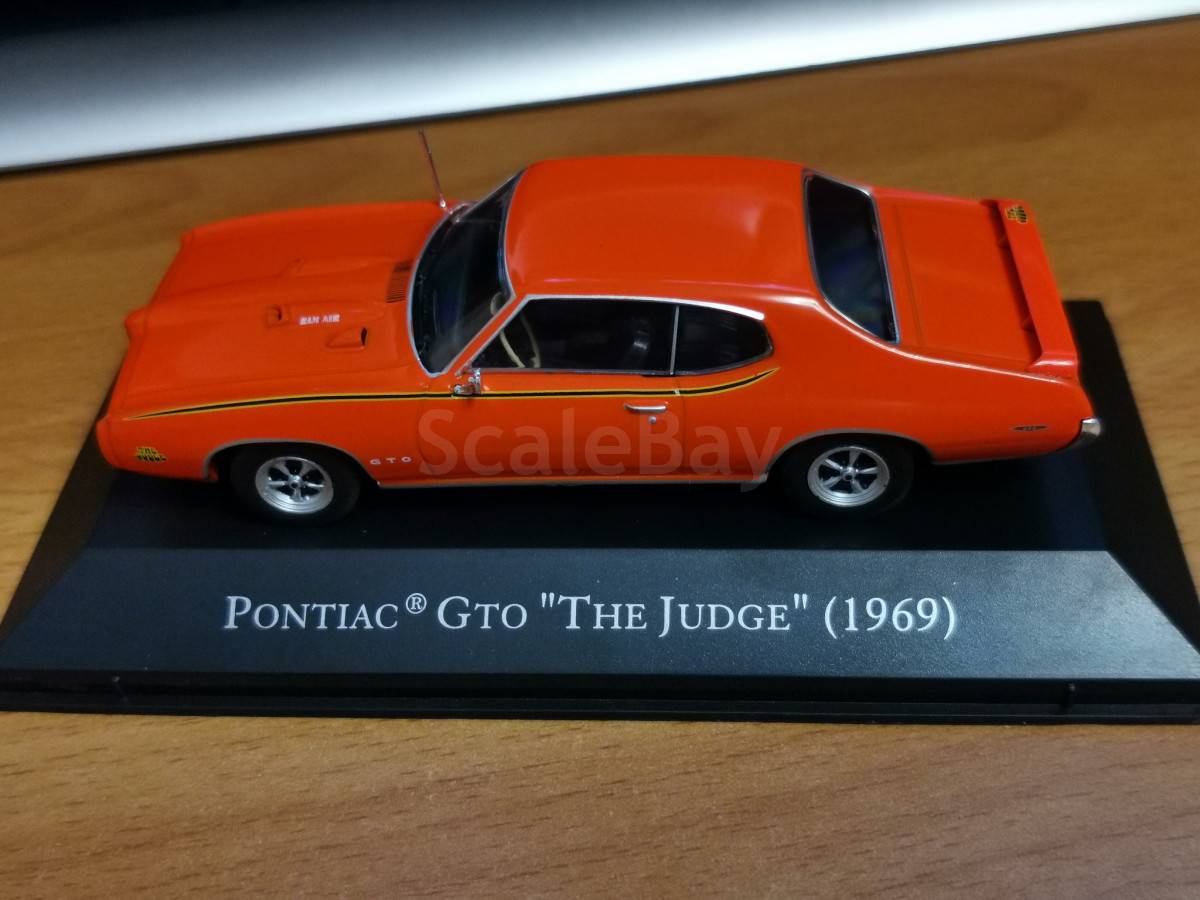 RAM AIR
GTO
ScaleBay
PONTIAC® GTO "THE JUDGE" (1969)